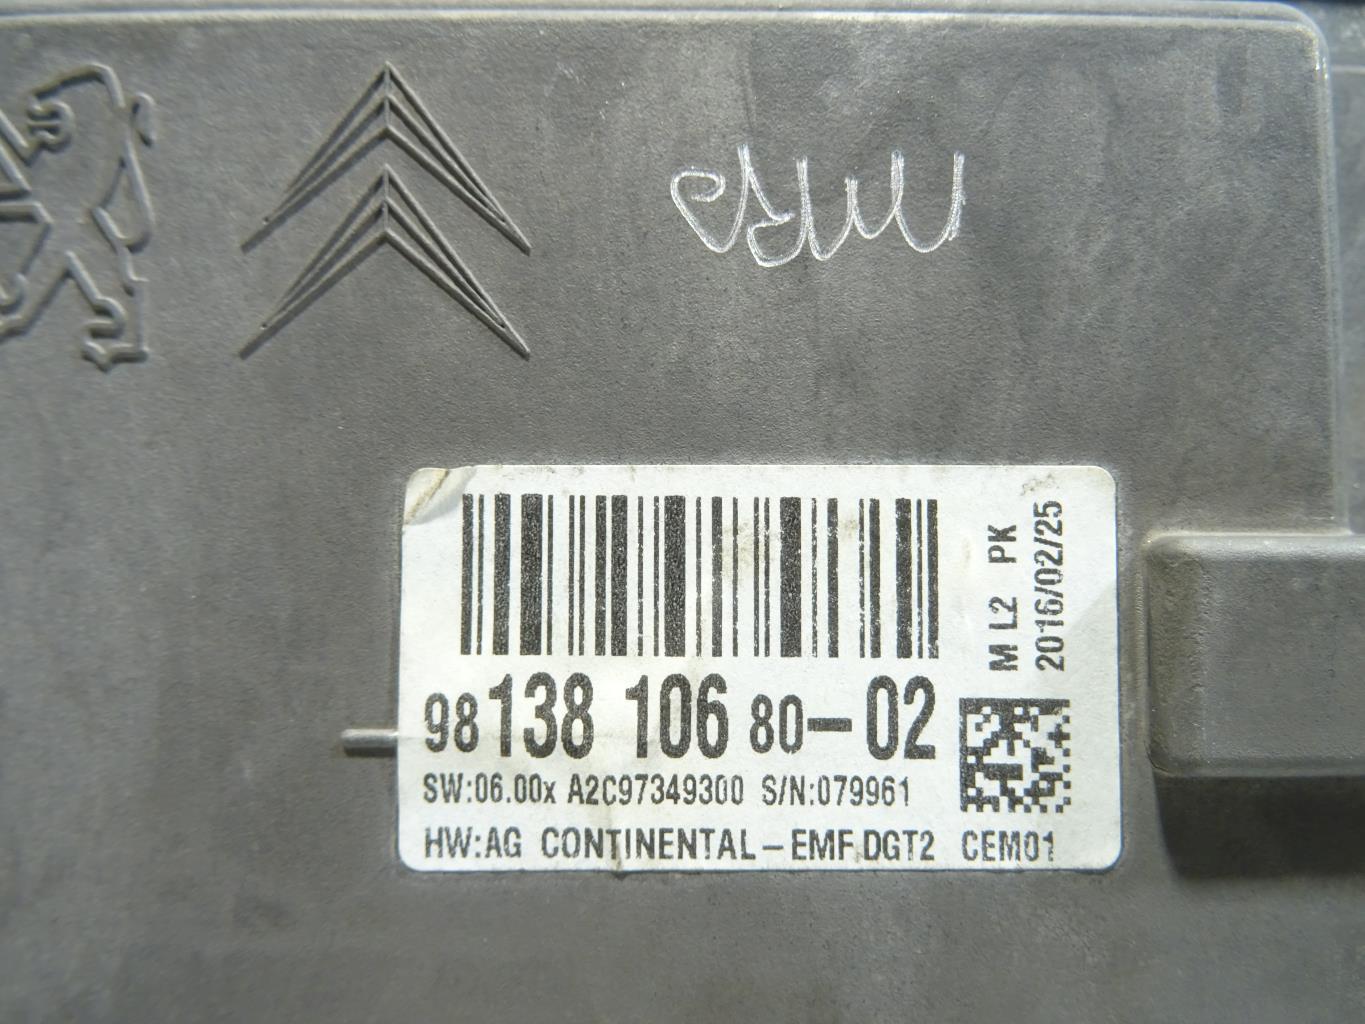 M L2 PK
2016/02/25
98 138 106 80-02
SW:06.00x A2C97349300 S/N:079961
HW:AG CONTINENTAL-EMF DGT2 CEM01